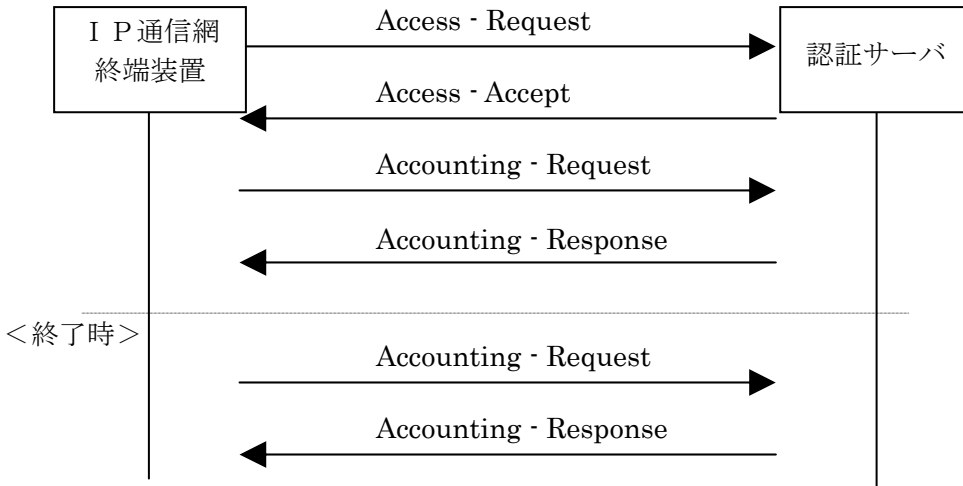 ＩＰ通信網
終端装置
Access - Request
認証サーバ
Access - Accept
Accounting - Request
Accounting - Response
＜終了時＞
Accounting - Request
Accounting - Response